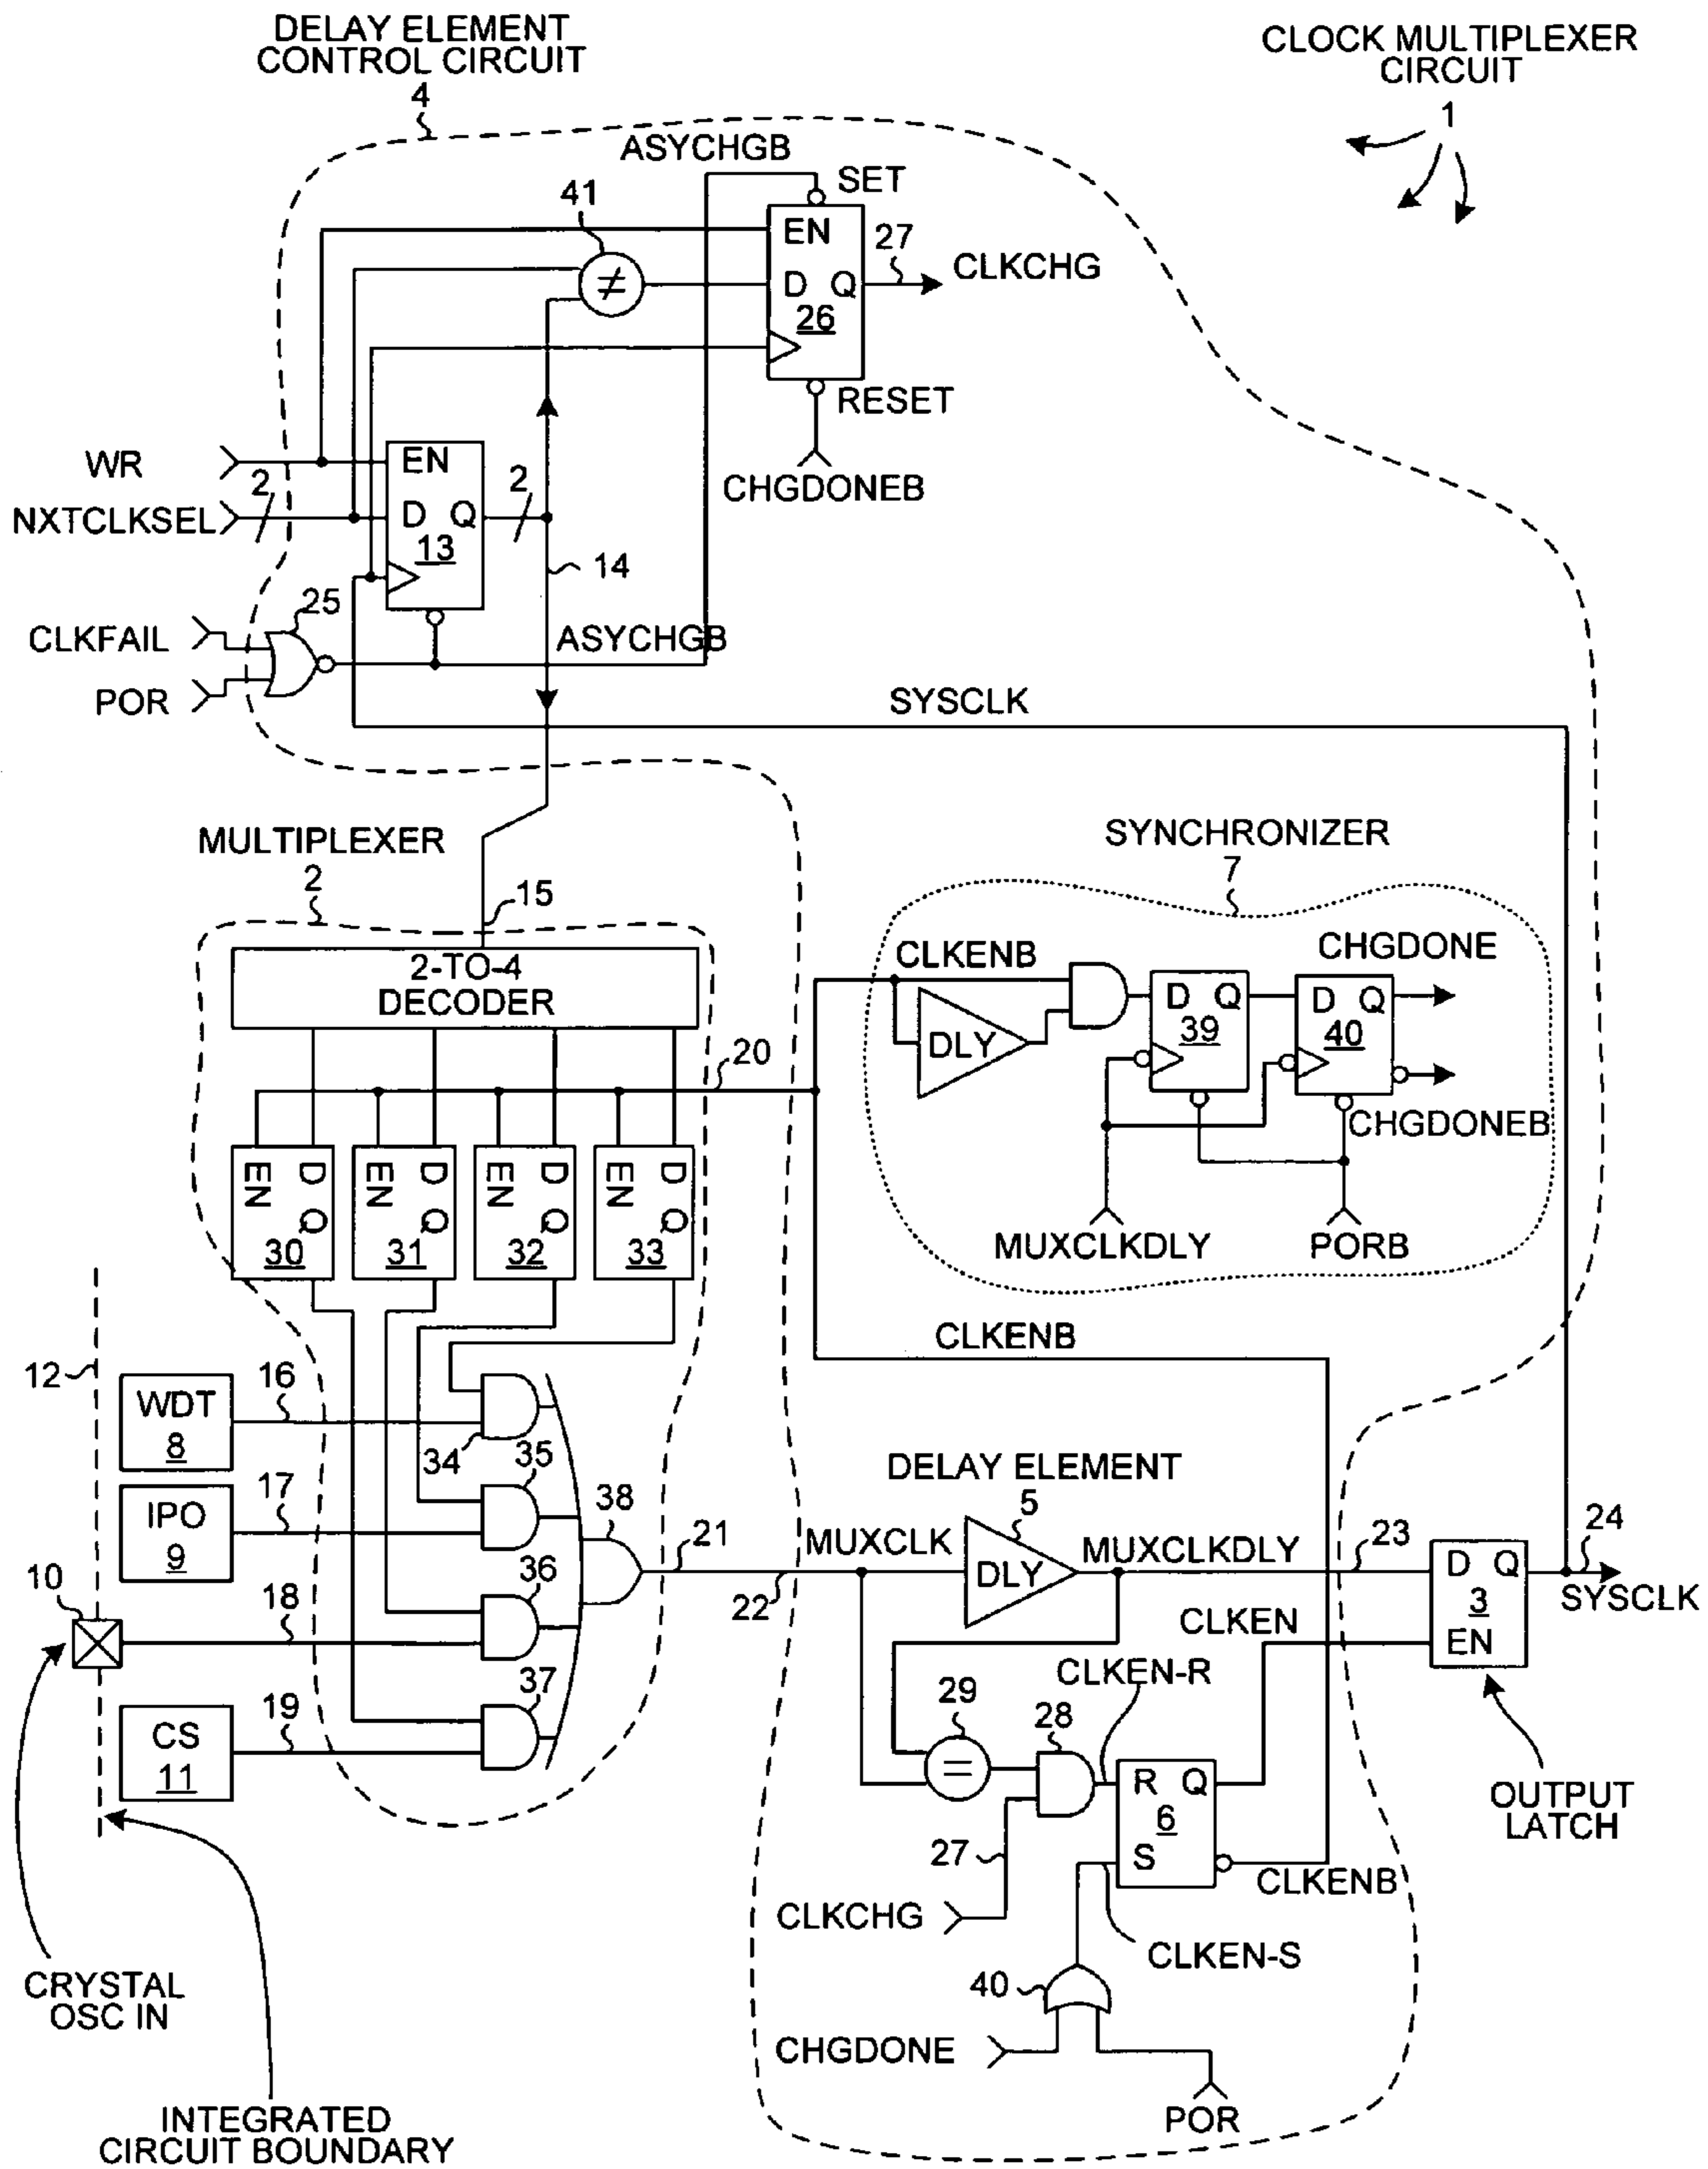 DELAY ELEMENT
CONTROL CIRCUIT
4
CLOCK MULTIPLEXER
CIRCUIT
1
ASYCHGB
SET
41
EN
27
CLKCHG
≠
D Q
26
RESET
WR
EN
2
2
CHGDONEB
NXTCLKSEL
D Q
13
14
25
CLKFAIL
ASYCHGB
POR
SYSCLK
MULTIPLEXER
2
SYNCHRONIZER
7
15
2-TO-4
DECODER
CLKENB
CHGDONE
D Q
39
D Q
40
DLY
20
CHGDONEB
EN D Q
30
EN D Q
31
EN D Q
32
EN D Q
33
MUXCLKDLY
PORB
CLKENB
12
WDT
8
16
34
35
DELAY ELEMENT
5
IPO
9
17
38
21
MUXCLK
DLY
MUXCLKDLY
23
24
D Q
3
EN
SYSCLK
10
18
36
22
CLKEN
CLKEN-R
CS
11
19
37
29
28
=
R Q
6
S
OUTPUT
LATCH
27
CLKENB
CLKCHG
CLKEN-S
CRYSTAL
OSC IN
40
CHGDONE
POR
INTEGRATED
CIRCUIT BOUNDARY